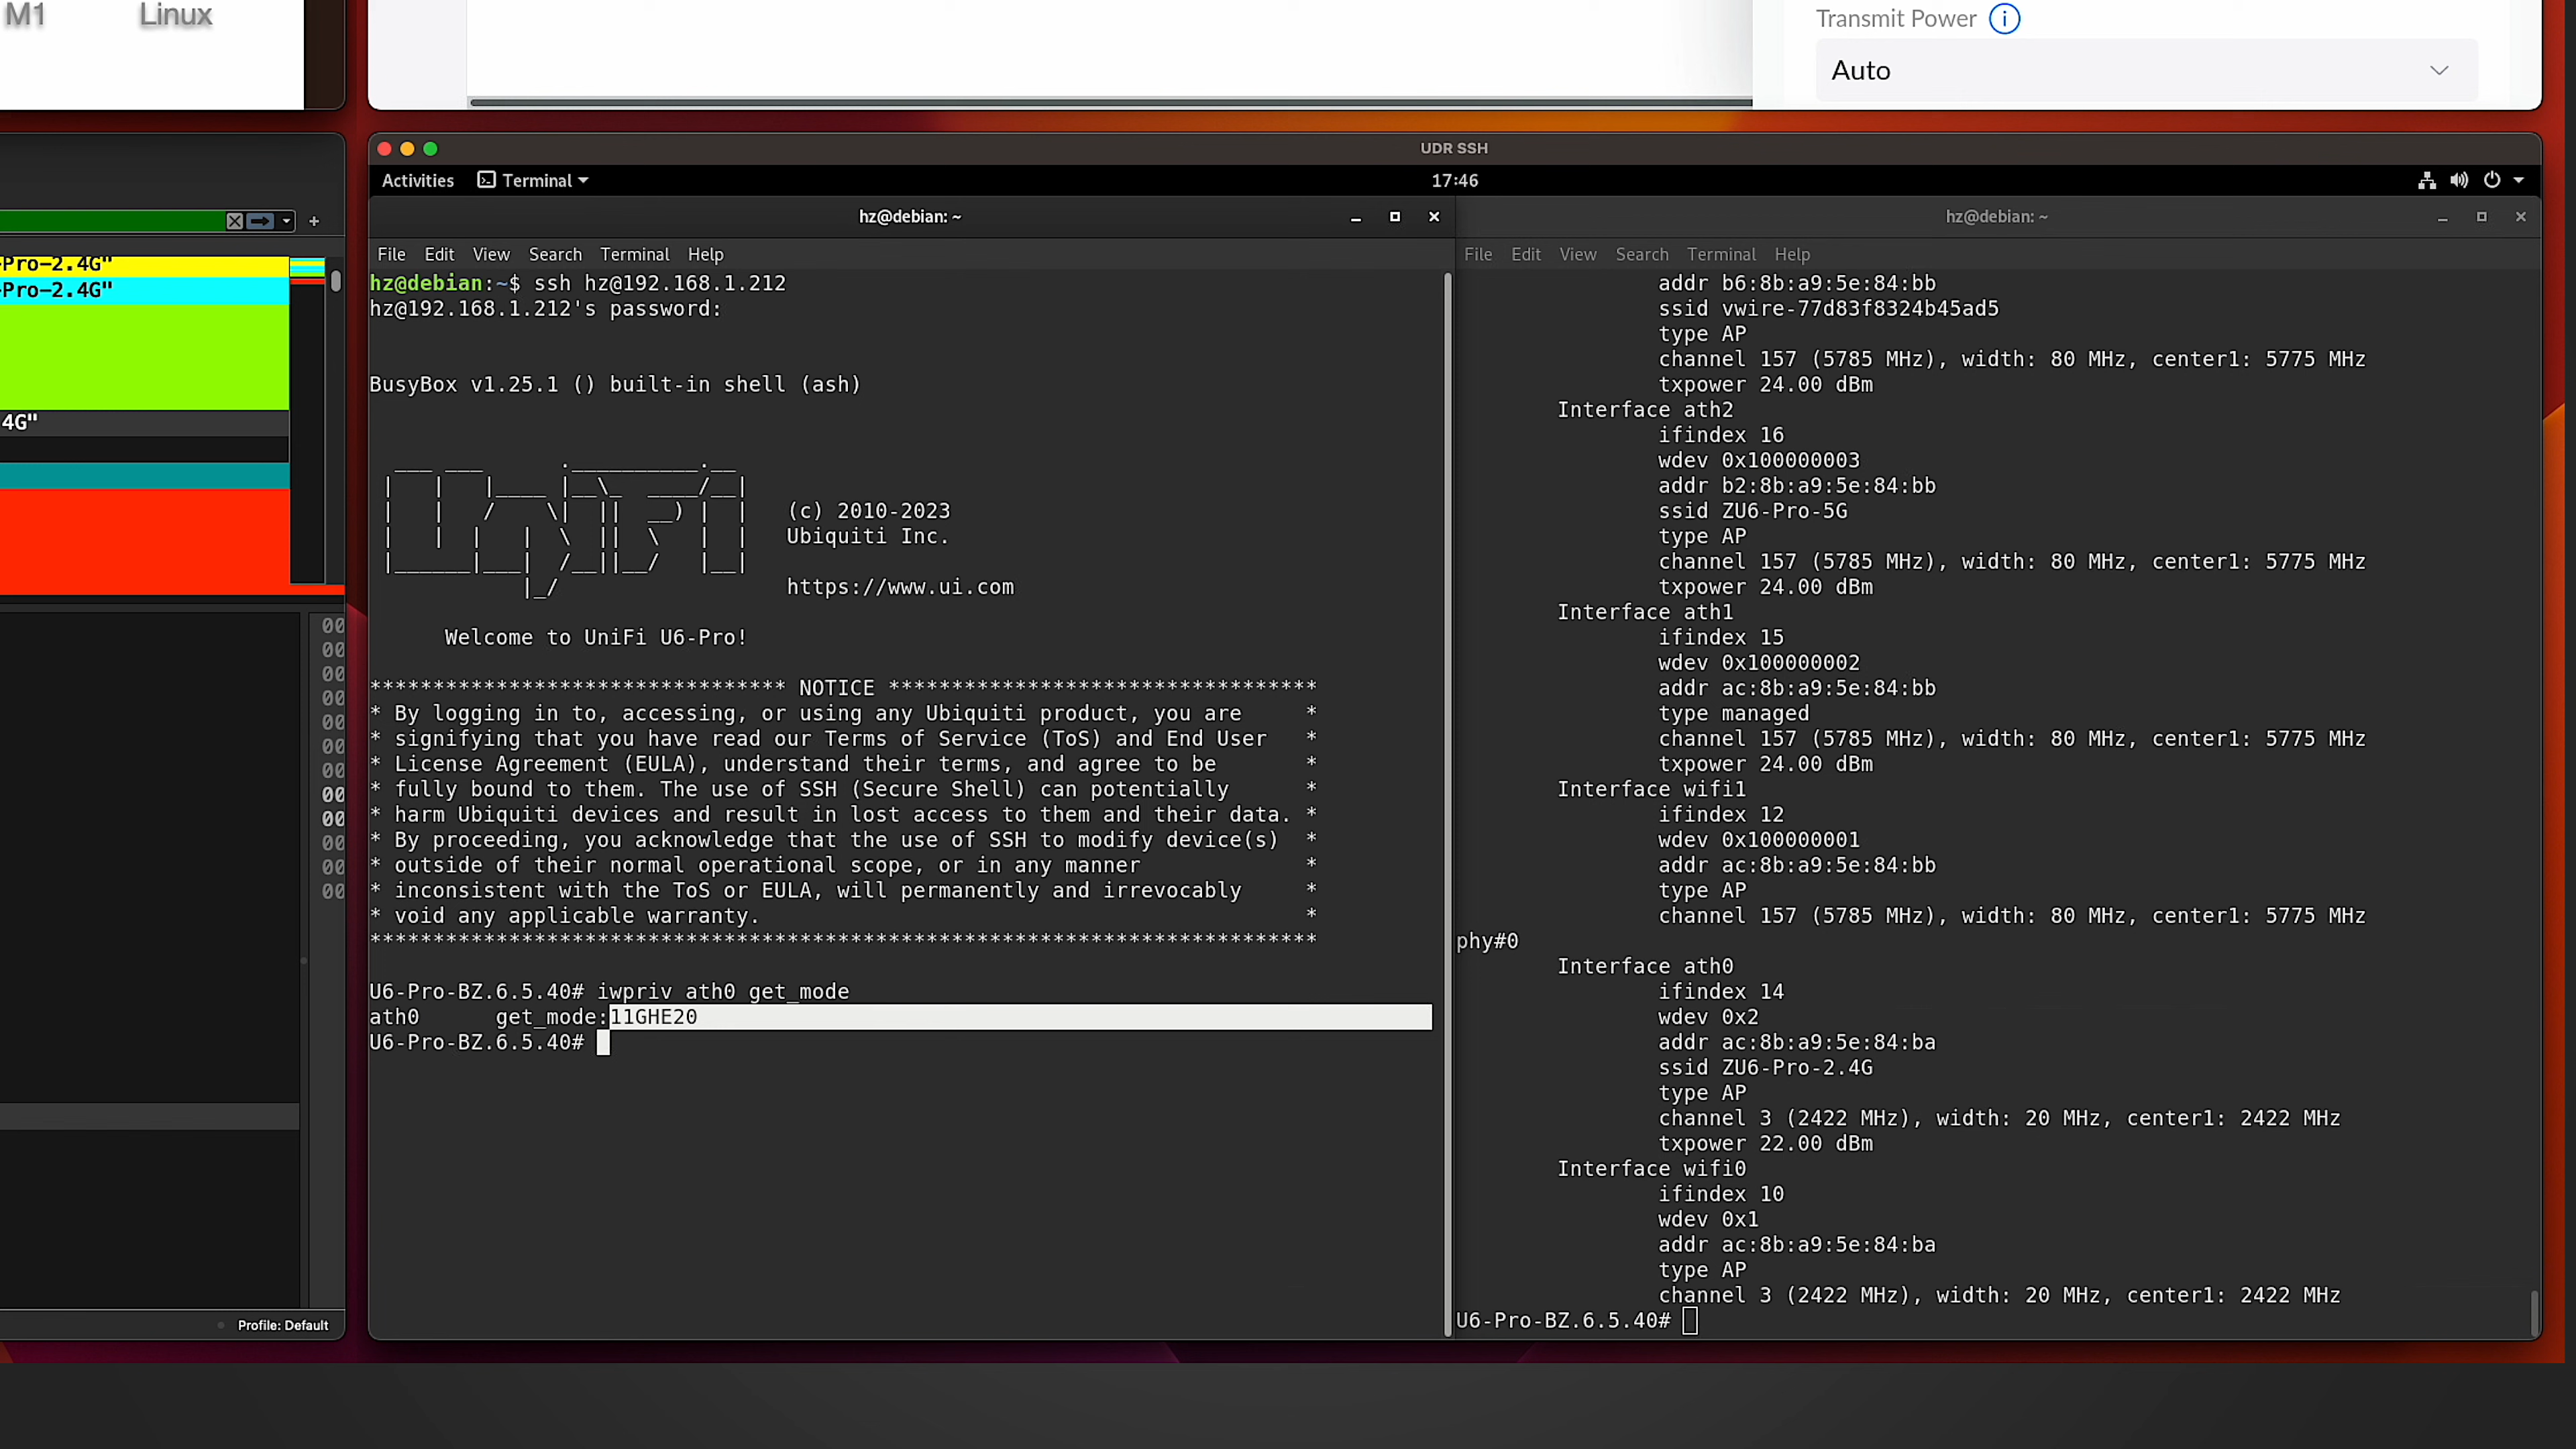 M1 Linux
Transmit Power
Auto
UDR SSH
Activities Terminal 17:46
hz@debian: ~
File Edit View Search Terminal Help
hz@debian:~$ ssh hz@192.168.1.212
hz@192.168.1.212's password:
BusyBox v1.25.1 () built-in shell (ash)
UniFi
(c) 2010-2023
Ubiquiti Inc.
https://www.ui.com
Welcome to UniFi U6-Pro!
********************************* NOTICE **********************************
* By logging in to, accessing, or using any Ubiquiti product, you are *
* signifying that you have read our Terms of Service (ToS) and End User *
* License Agreement (EULA), understand their terms, and agree to be *
* fully bound to them. The use of SSH (Secure Shell) can potentially *
* harm Ubiquiti devices and result in lost access to them and their data. *
* By proceeding, you acknowledge that the use of SSH to modify device(s) *
* outside of their normal operational scope, or in any manner *
* inconsistent with the ToS or EULA, will permanently and irrevocably *
* void any applicable warranty. *
***************************************************************************
U6-Pro-BZ.6.5.40# iwpriv ath0 get_mode
ath0 get_mode:11GHE20
U6-Pro-BZ.6.5.40#
hz@debian: ~
File Edit View Search Terminal Help
addr b6:8b:a9:5e:84:bb
ssid vwire-77d83f8324b45ad5
type AP
channel 157 (5785 MHz), width: 80 MHz, center1: 5775 MHz
txpower 24.00 dBm
Interface ath2
ifindex 16
wdev 0x100000003
addr b2:8b:a9:5e:84:bb
ssid ZU6-Pro-5G
type AP
channel 157 (5785 MHz), width: 80 MHz, center1: 5775 MHz
txpower 24.00 dBm
Interface ath1
ifindex 15
wdev 0x100000002
addr ac:8b:a9:5e:84:bb
type managed
channel 157 (5785 MHz), width: 80 MHz, center1: 5775 MHz
txpower 24.00 dBm
Interface wifi1
ifindex 12
wdev 0x100000001
addr ac:8b:a9:5e:84:bb
type AP
channel 157 (5785 MHz), width: 80 MHz, center1: 5775 MHz
phy#0
Interface ath0
ifindex 14
wdev 0x2
addr ac:8b:a9:5e:84:ba
ssid ZU6-Pro-2.4G
type AP
channel 3 (2422 MHz), width: 20 MHz, center1: 2422 MHz
txpower 22.00 dBm
Interface wifi0
ifindex 10
wdev 0x1
addr ac:8b:a9:5e:84:ba
type AP
channel 3 (2422 MHz), width: 20 MHz, center1: 2422 MHz
U6-Pro-BZ.6.5.40#
-Pro-2.4G"
-Pro-2.4G"
4G"
00
00
00
00
00
00
00
00
00
00
00
00
Profile: Default